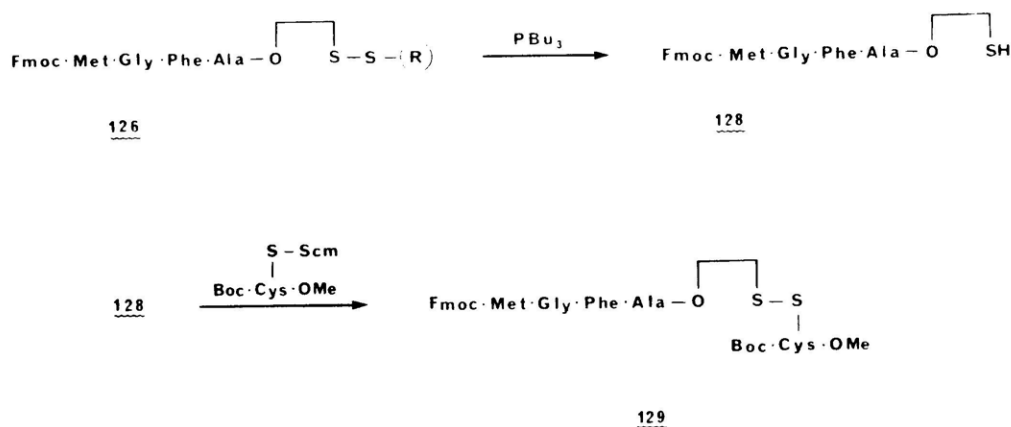 PBu₃
Fmoc·Met·Gly·Phe·Ala–O S–S–(R) Fmoc·Met·Gly·Phe·Ala–O SH
126 128
S–Scm
Boc·Cys·OMe
128
Fmoc·Met·Gly·Phe·Ala–O S–S
Boc·Cys·OMe
129